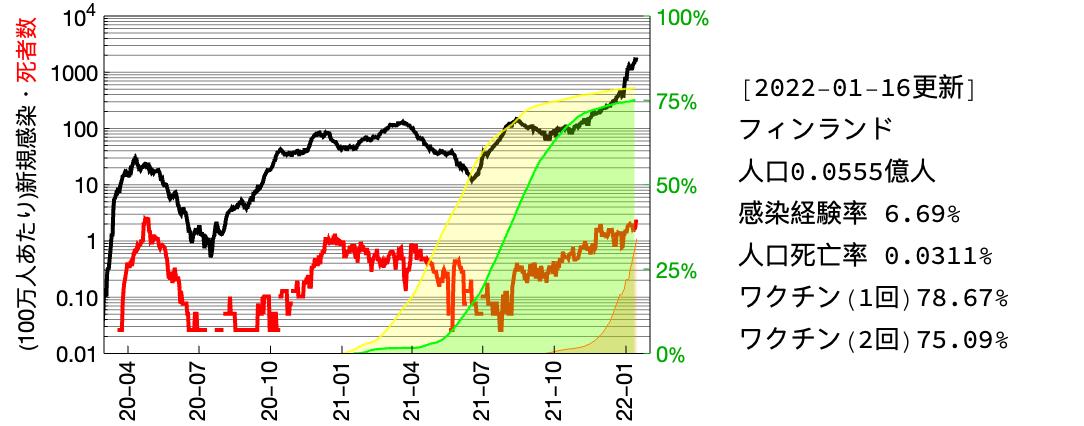 (100万人あたり)新規感染・死者数
10⁴
1000
100
10
1
0.10
0.01
100%
75%
50%
25%
0%
20-04
20-07
20-10
21-01
21-04
21-07
21-10
22-01
[2022-01-16更新]
フィンランド
人口0.0555億人
感染経験率 6.69%
人口死亡率 0.0311%
ワクチン(1回)78.67%
ワクチン(2回)75.09%